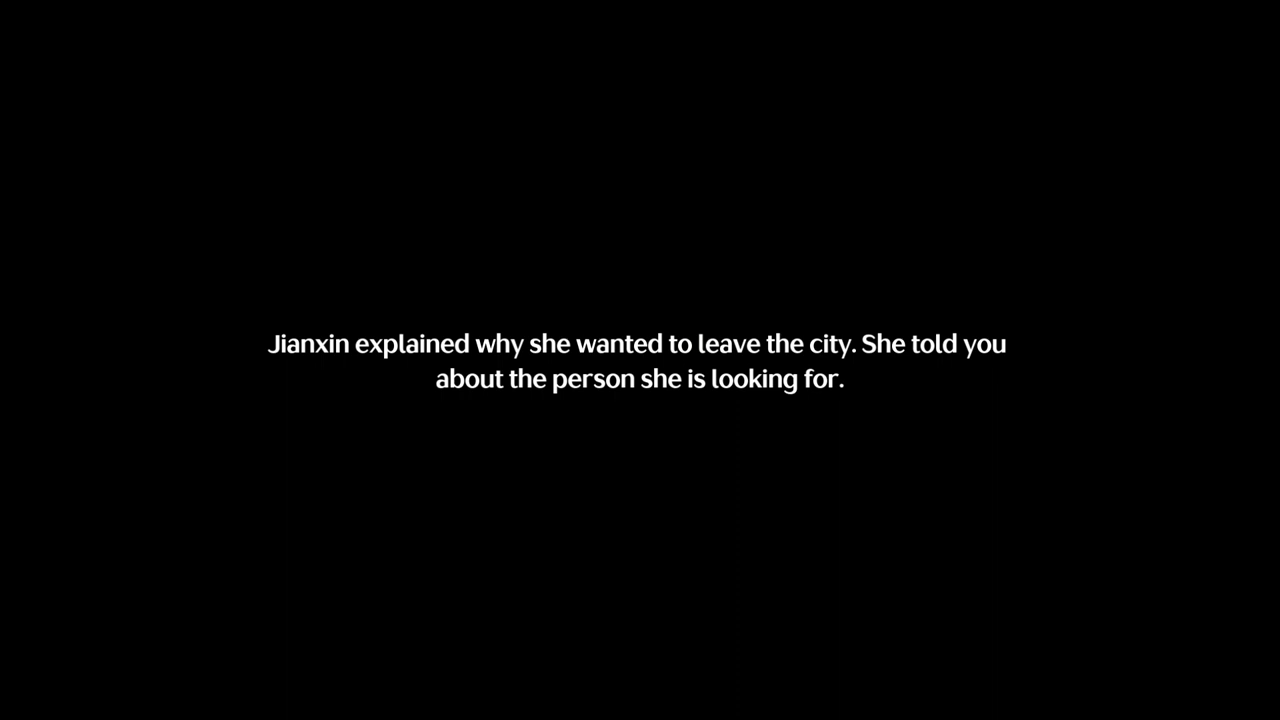 Jianxin explained why she wanted to leave the city. She told you
about the person she is looking for.